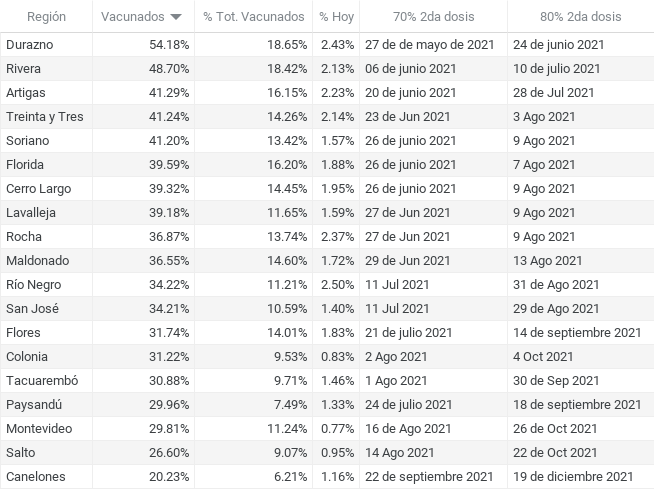 Región Vacunados % Tot. Vacunados % Hoy 70% 2da dosis 80% 2da dosis
Durazno 54.18% 18.65% 2.43% 27 de de mayo de 2021 24 de junio 2021
Rivera 48.70% 18.42% 2.13% 06 de junio 2021 10 de julio 2021
Artigas 41.29% 16.15% 2.23% 20 de junio 2021 28 de Jul 2021
Treinta y Tres 41.24% 14.26% 2.14% 23 de Jun 2021 3 Ago 2021
Soriano 41.20% 13.42% 1.57% 26 de junio 2021 9 Ago 2021
Florida 39.59% 16.20% 1.88% 26 de junio 2021 7 Ago 2021
Cerro Largo 39.32% 14.45% 1.95% 26 de junio 2021 9 Ago 2021
Lavalleja 39.18% 11.65% 1.59% 27 de Jun 2021 9 Ago 2021
Rocha 36.87% 13.74% 2.37% 27 de Jun 2021 9 Ago 2021
Maldonado 36.55% 14.60% 1.72% 29 de Jun 2021 13 Ago 2021
Río Negro 34.22% 11.21% 2.50% 11 Jul 2021 31 de Ago 2021
San José 34.21% 10.59% 1.40% 11 Jul 2021 29 de Ago 2021
Flores 31.74% 14.01% 1.83% 21 de julio 2021 14 de septiembre 2021
Colonia 31.22% 9.53% 0.83% 2 Ago 2021 4 Oct 2021
Tacuarembó 30.88% 9.71% 1.46% 1 Ago 2021 30 de Sep 2021
Paysandú 29.96% 7.49% 1.33% 24 de julio 2021 18 de septiembre 2021
Montevideo 29.81% 11.24% 0.77% 16 de Ago 2021 26 de Oct 2021
Salto 26.60% 9.07% 0.95% 14 Ago 2021 22 de Oct 2021
Canelones 20.23% 6.21% 1.16% 22 de septiembre 2021 19 de diciembre 2021